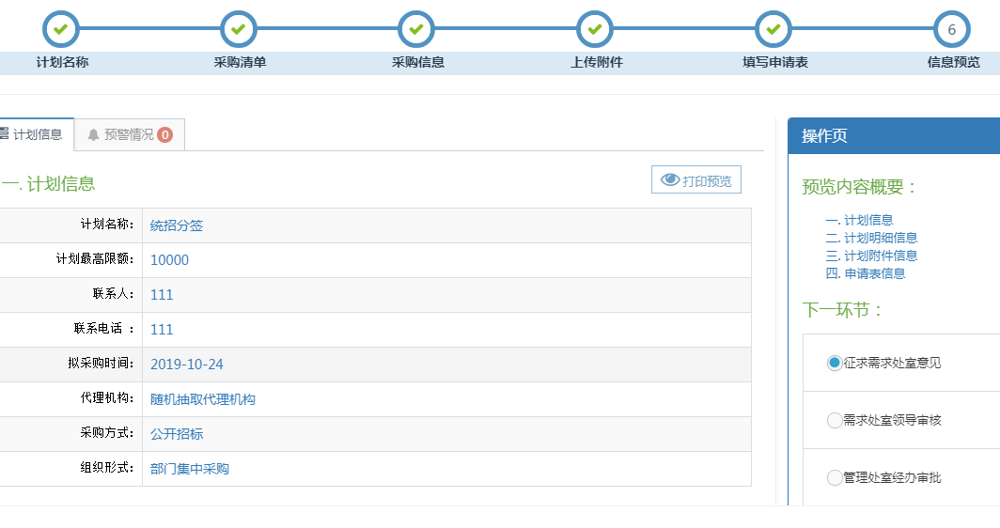 6
计划名称 采购清单 采购信息 上传附件 填写申请表 信息预览
计划信息 预警情况 0
一. 计划信息
打印预览
计划名称: 统招分签
计划最高限额: 10000
联系人: 111
联系电话 : 111
拟采购时间: 2019-10-24
代理机构: 随机抽取代理机构
采购方式: 公开招标
组织形式: 部门集中采购
操作页
预览内容概要：
一. 计划信息
二. 计划明细信息
三. 计划附件信息
四. 申请表信息
下一环节：
征求需求处室意见
需求处室领导审核
管理处室经办审批